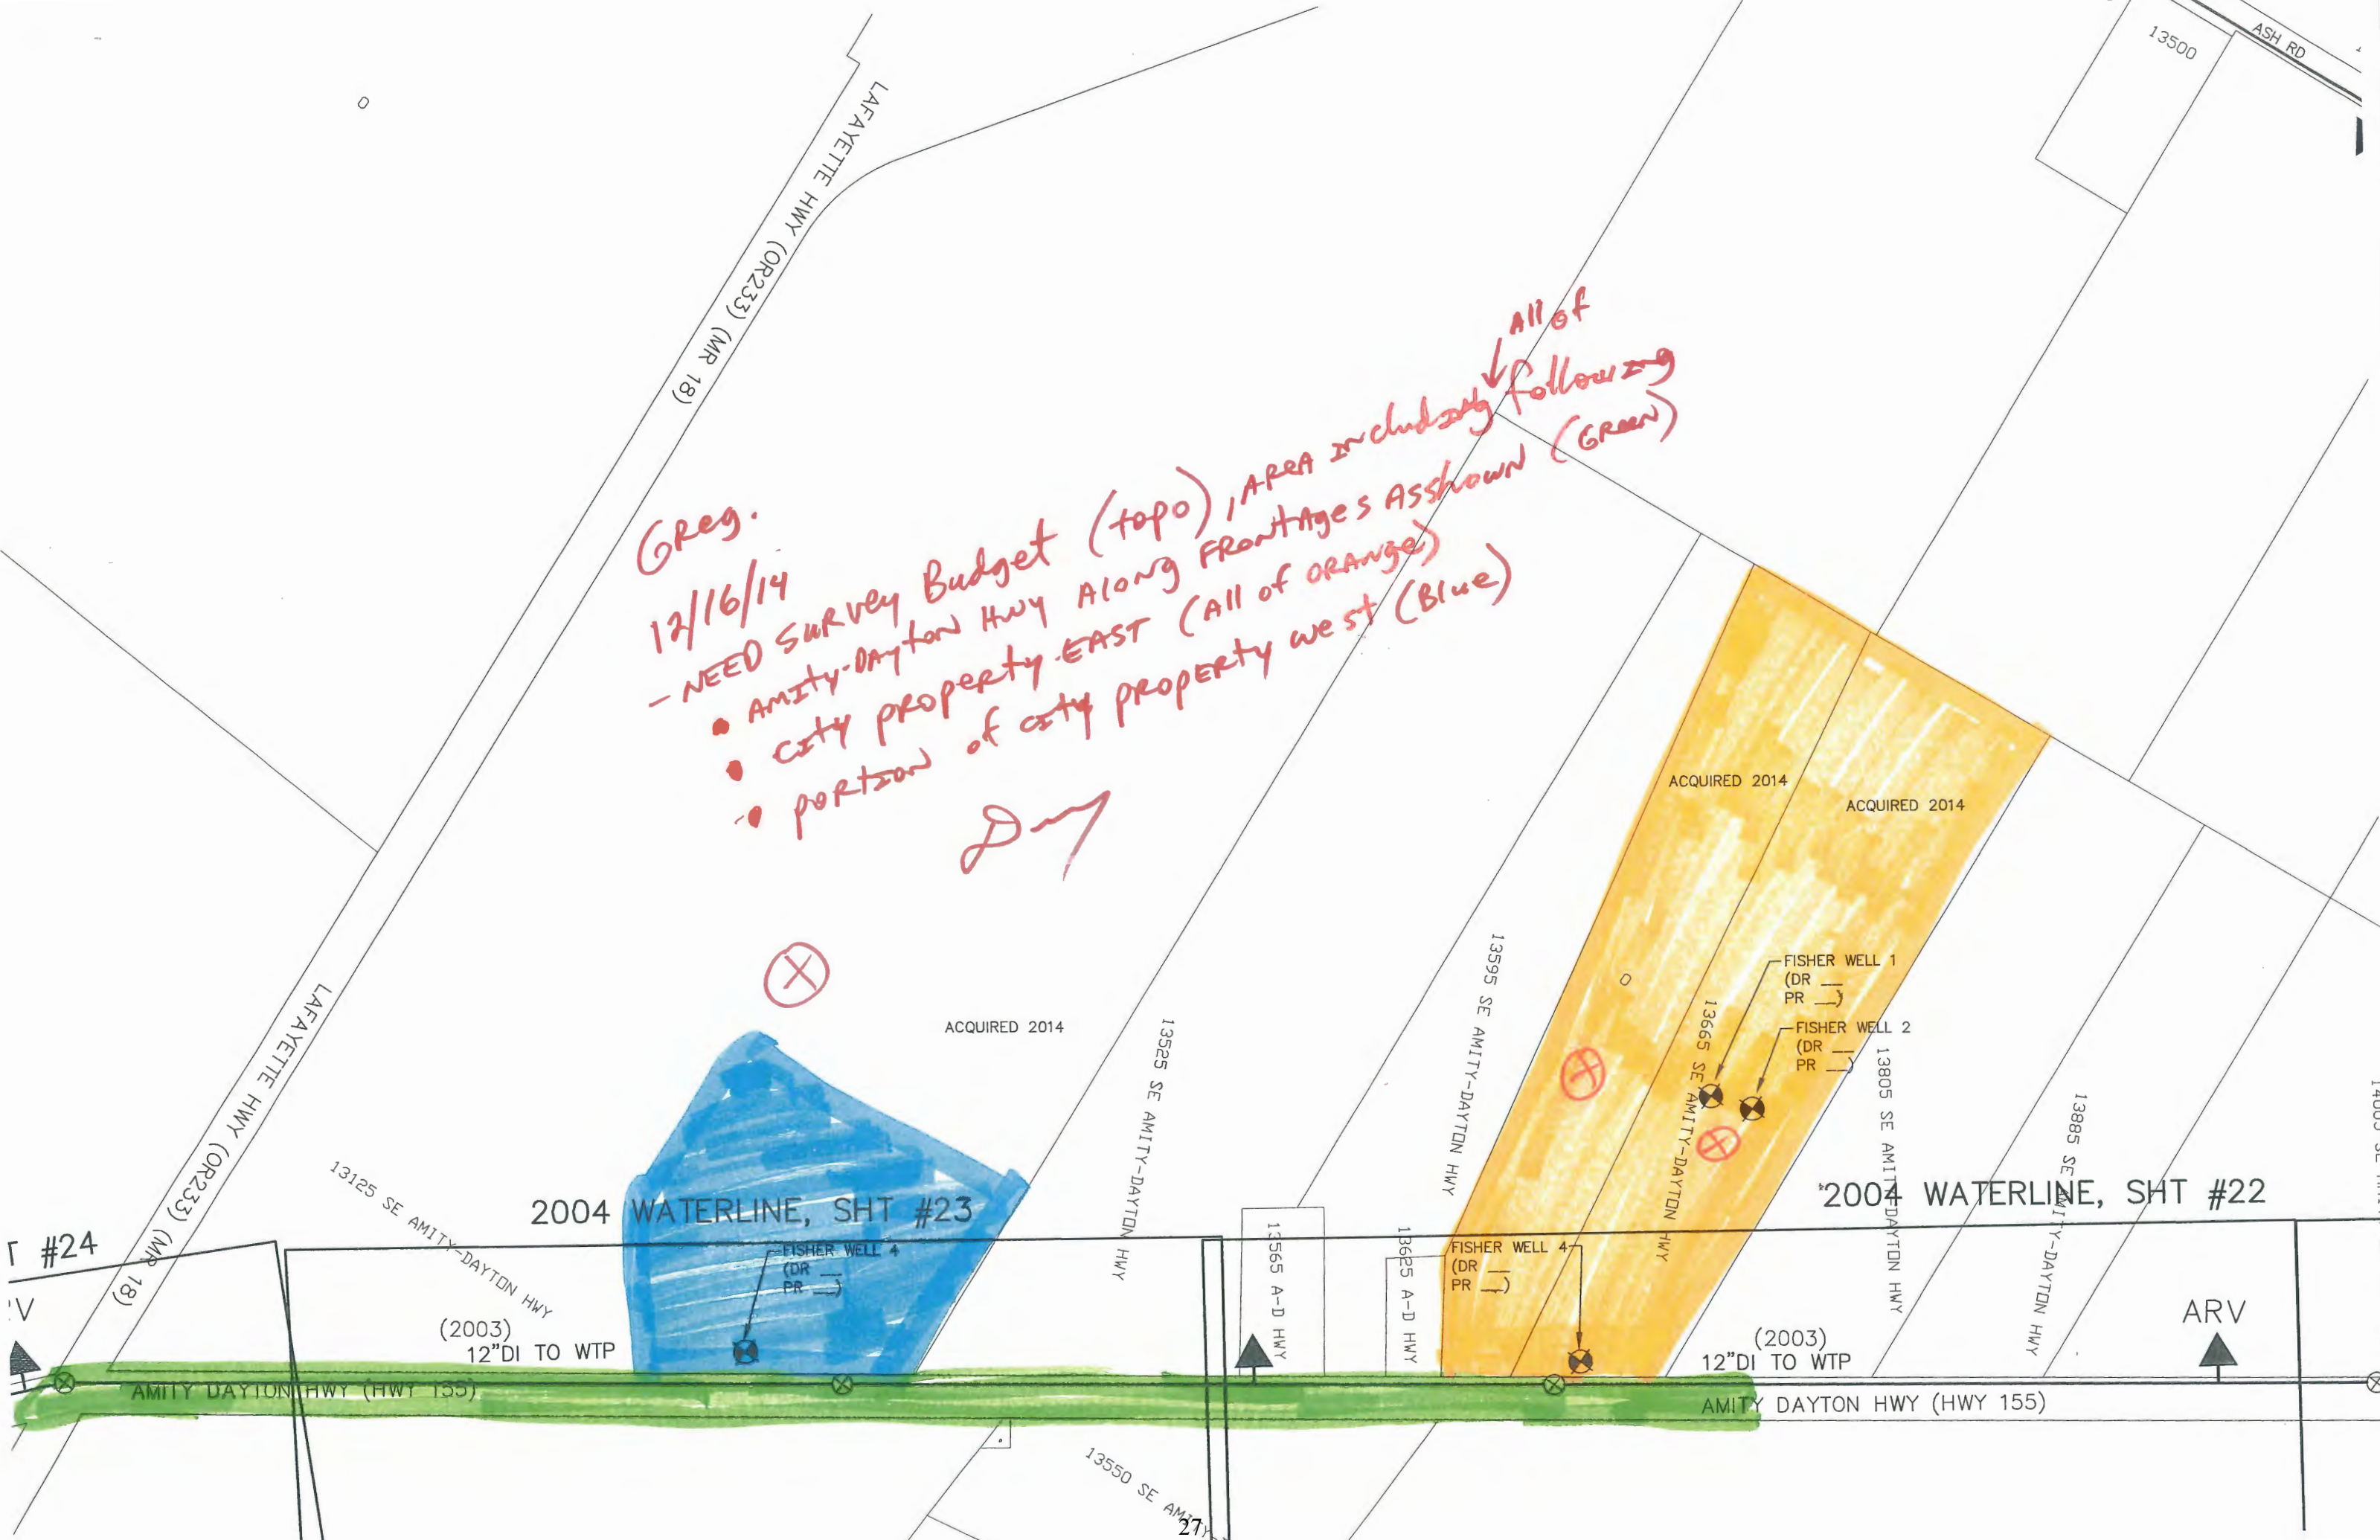 ASH RD
13500
0
LAFAYETTE HWY (OR233) (MR 18)
All of
Greg.
12/16/14
- NEED SURVEY Budget (topo), AREA including following
• AMITY-DAYTON HWY Along FRONTAGES AS SHOWN (GREEN)
• CITY PROPERTY-EAST (All of ORANGE)
• PORTION of CITY PROPERTY WEST (Blue)
ACQUIRED 2014
ACQUIRED 2014
ACQUIRED 2014
FISHER WELL 1
(DR __
PR __)
FISHER WELL 2
(DR __
PR __)
0
LAFAYETTE HWY (OR233) (MR 18)
13125 SE AMITY-DAYTON HWY
13525 SE AMITY-DAYTON HWY
13565 A-D HWY
13595 SE AMITY-DAYTON HWY
13625 A-D HWY
13665 SE AMITY-DAYTON HWY
13805 SE AMITY-DAYTON HWY
13885 SE AMITY-DAYTON HWY
#24
2004 WATERLINE, SHT #23
2004 WATERLINE, SHT #22
FISHER WELL 4
(DR __
PR __)
FISHER WELL 4
(DR __
PR __)
ARV
(2003)
12"DI TO WTP
(2003)
12"DI TO WTP
AMITY DAYTON HWY (HWY 155)
AMITY DAYTON HWY (HWY 155)
13550 SE AMITY
27